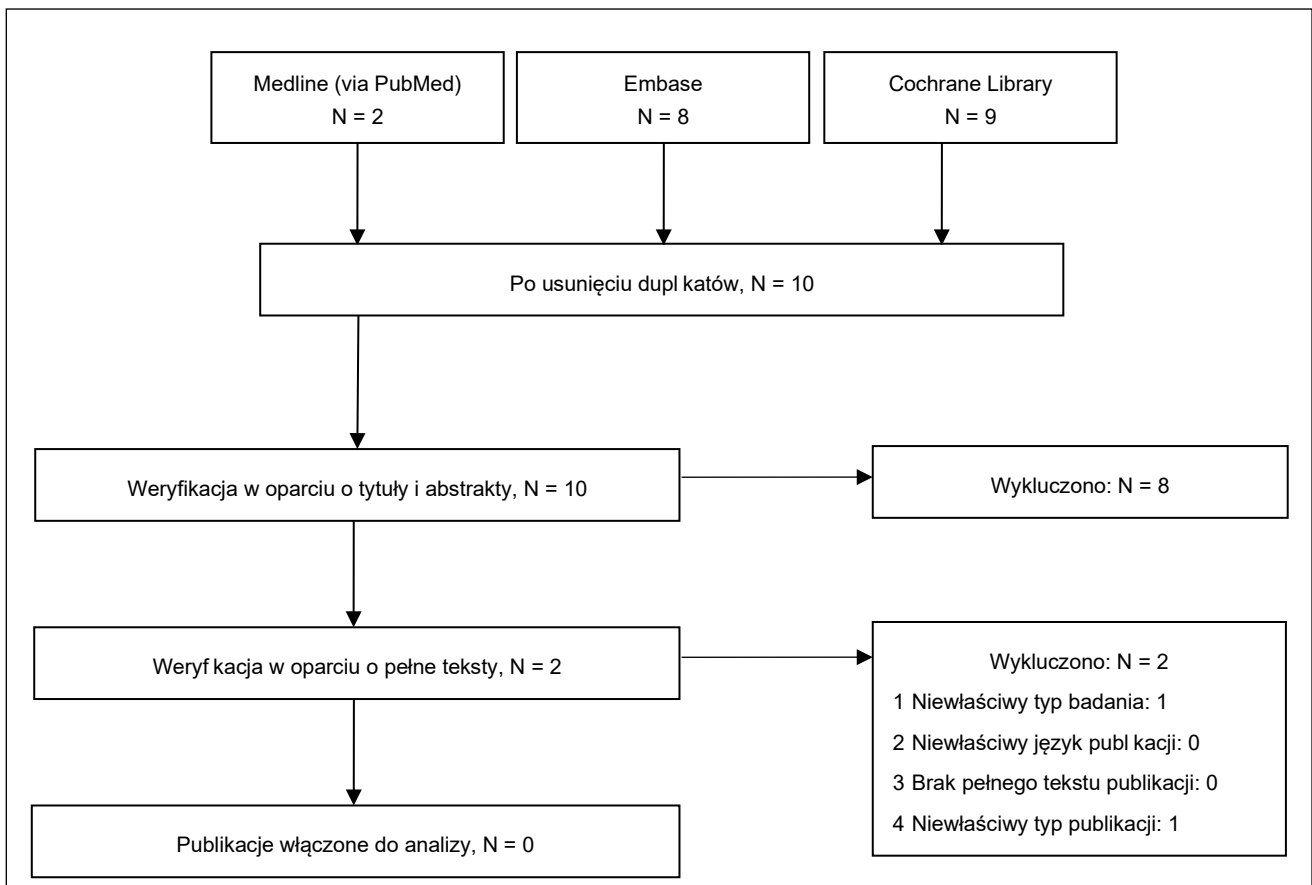 Medline (via PubMed)
N = 2
Embase
N = 8
Cochrane Library
N = 9
Po usunięciu dupl katów, N = 10
Weryfikacja w oparciu o tytuły i abstrakty, N = 10
Wykluczono: N = 8
Weryf kacja w oparciu o pełne teksty, N = 2
Wykluczono: N = 2
1 Niewłaściwy typ badania: 1
2 Niewłaściwy język publ kacji: 0
3 Brak pełnego tekstu publikacji: 0
4 Niewłaściwy typ publikacji: 1
Publikacje włączone do analizy, N = 0